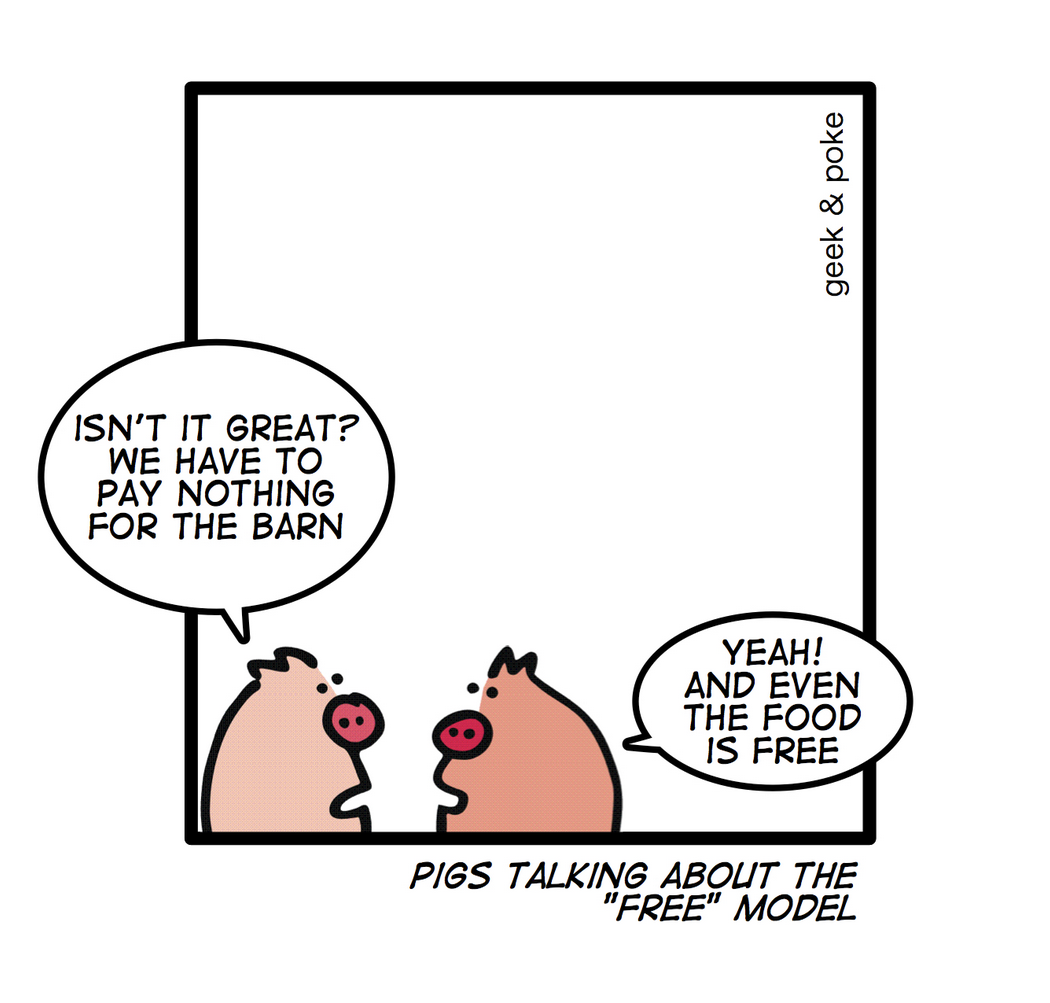 geek & poke
ISN'T IT GREAT?
WE HAVE TO
PAY NOTHING
FOR THE BARN
YEAH!
AND EVEN
THE FOOD
IS FREE
PIGS TALKING ABOUT THE
"FREE" MODEL